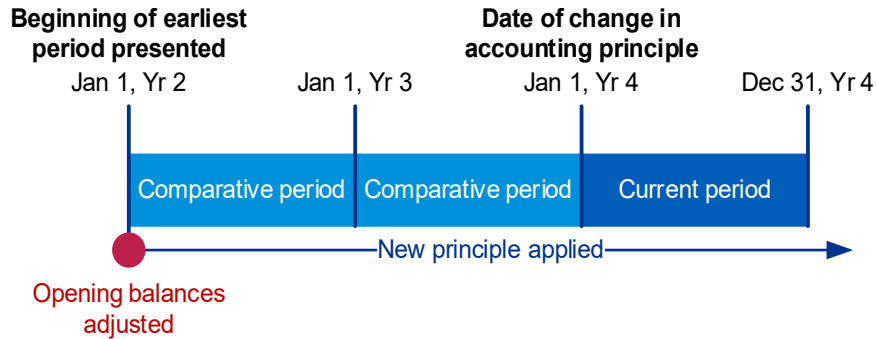 Beginning of earliest
period presented
Date of change in
accounting principle
Jan 1, Yr 2
Jan 1, Yr 3
Jan 1, Yr 4
Dec 31, Yr 4
Comparative period
Comparative period
Current period
New principle applied
Opening balances
adjusted